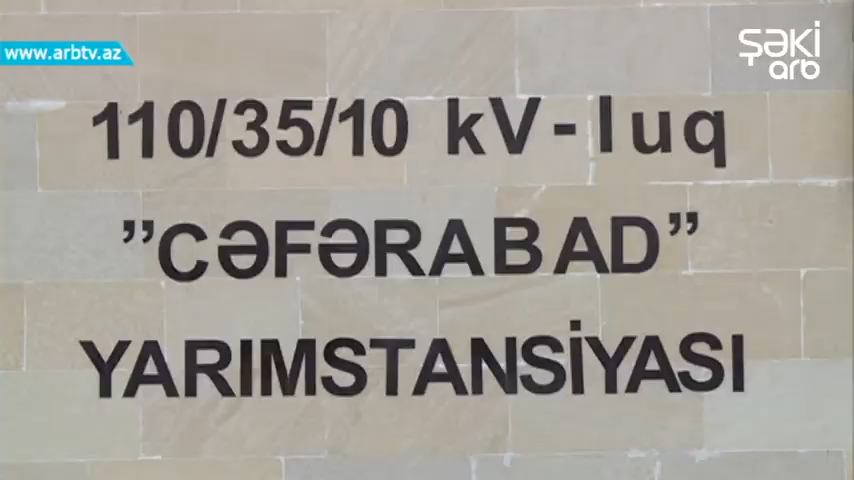 www.arbtv.az
ŞəKİ
arb
110/35/10 kV-luq
”CƏFƏRABAD”
YARIMSTANSİYASI